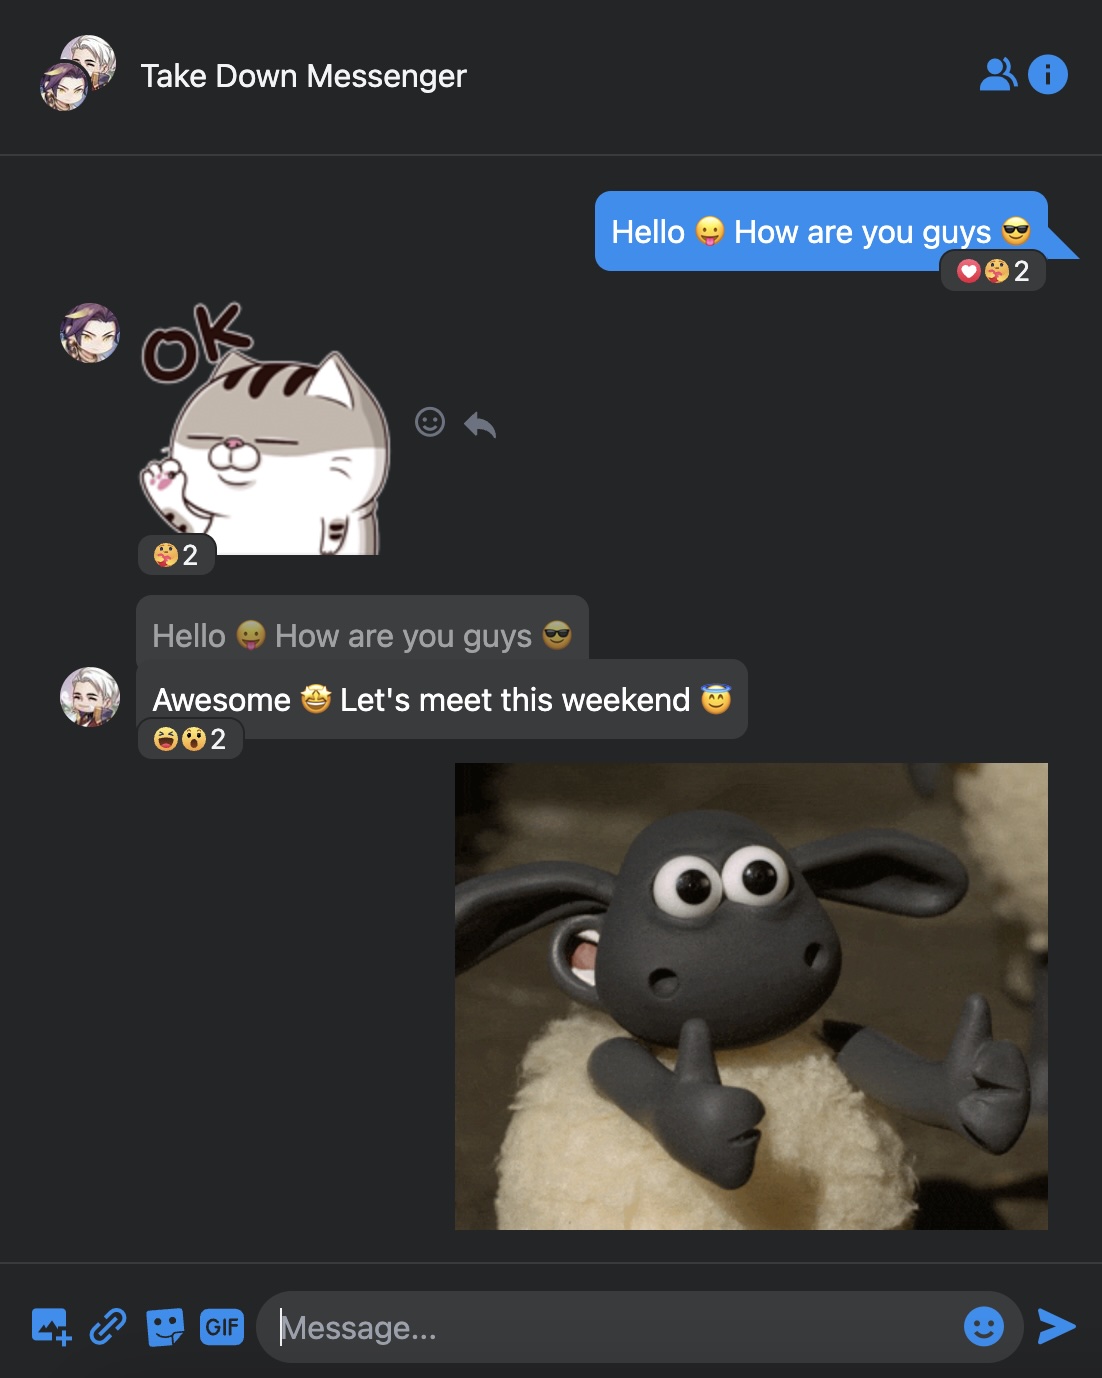 Take Down Messenger
Hello 😛 How are you guys 😎
2
OK
2
Hello 😛 How are you guys 😎
Awesome 🤩 Let's meet this weekend 😇
2
GIF
Message...